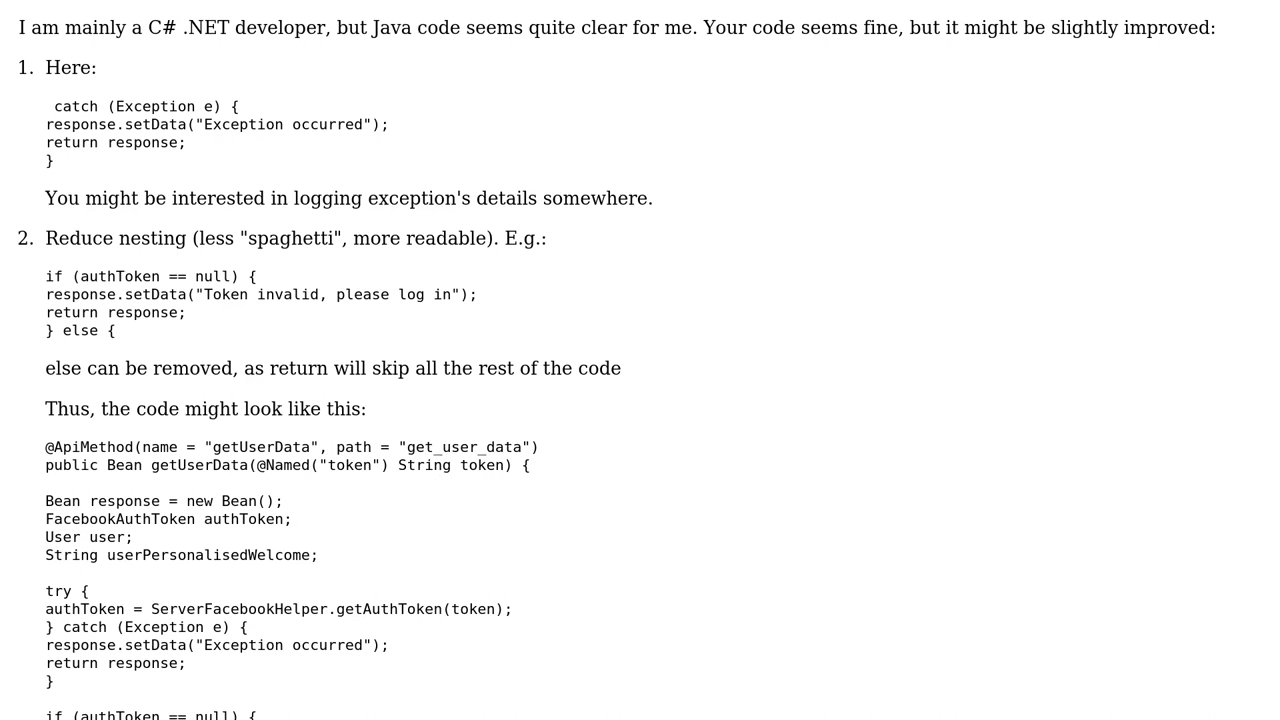 I am mainly a C# .NET developer, but Java code seems quite clear for me. Your code seems fine, but it might be slightly improved:
1. Here:
catch (Exception e) {
response.setData("Exception occurred");
return response;
}
You might be interested in logging exception's details somewhere.
2. Reduce nesting (less "spaghetti", more readable). E.g.:
if (authToken == null) {
response.setData("Token invalid, please log in");
return response;
} else {
else can be removed, as return will skip all the rest of the code
Thus, the code might look like this:
@ApiMethod(name = "getUserData", path = "get_user_data")
public Bean getUserData(@Named("token") String token) {
Bean response = new Bean();
FacebookAuthToken authToken;
User user;
String userPersonalisedWelcome;
try {
authToken = ServerFacebookHelper.getAuthToken(token);
} catch (Exception e) {
response.setData("Exception occurred");
return response;
}
if (authToken == null) {